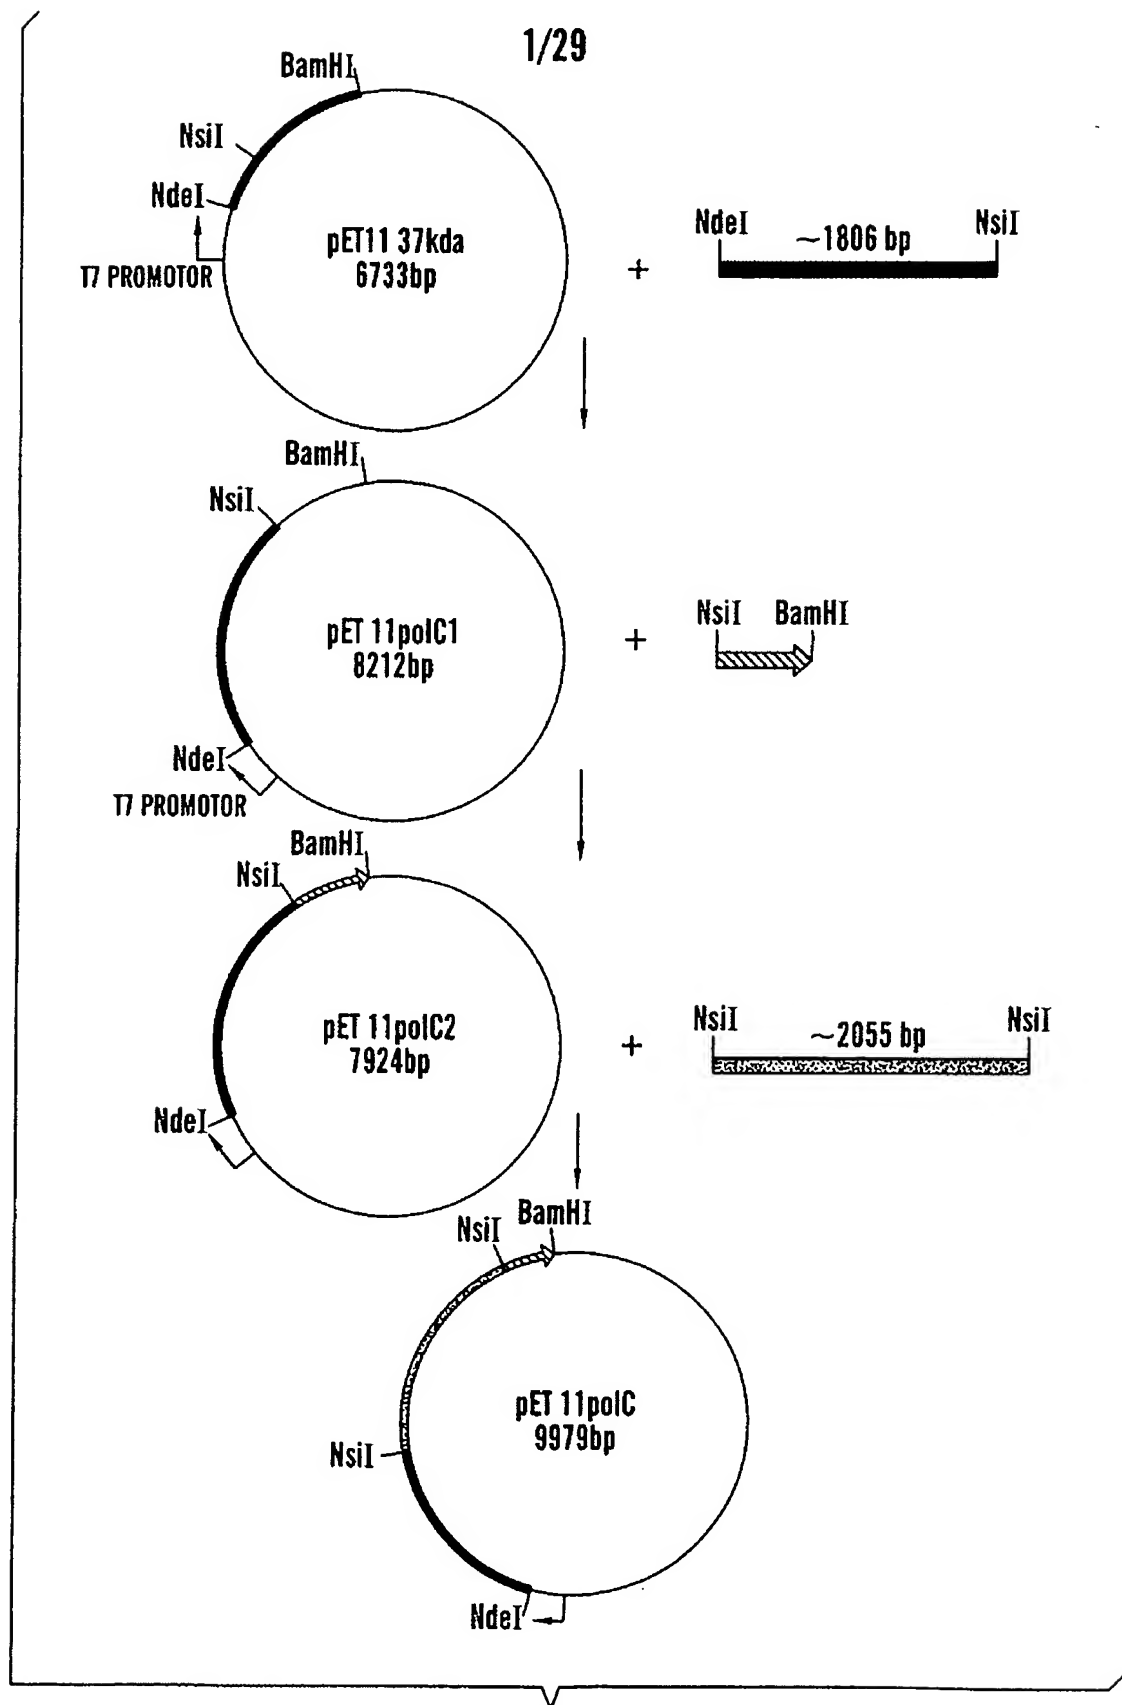 1/29
BamHI
NsiI
NdeI
T7 PROMOTOR
pET11 37kda
6733bp
+
NdeI
~1806 bp
NsiI
BamHI
NsiI
pET 11polC1
8212bp
NdeI
T7 PROMOTOR
+
NsiI
BamHI
BamHI
NsiI
pET 11polC2
7924bp
NdeI
+
NsiI
~2055 bp
NsiI
BamHI
NsiI
pET 11polC
9979bp
NsiI
NdeI